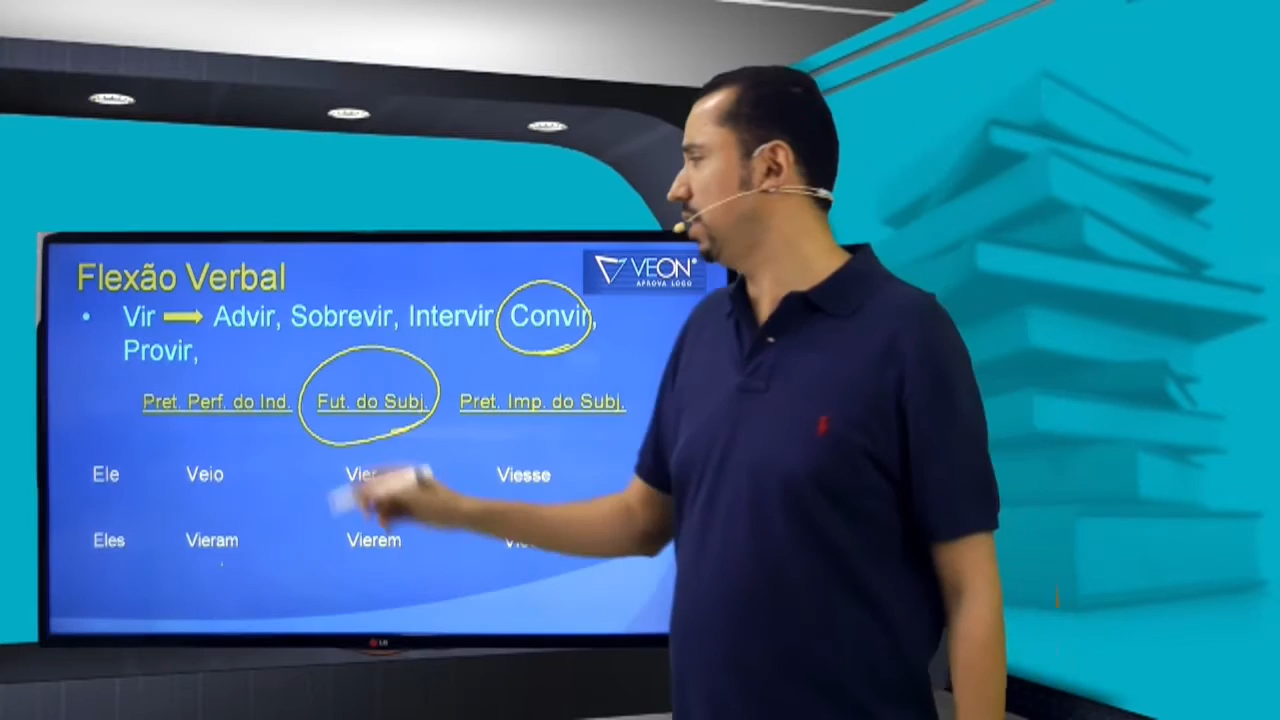 Flexão Verbal
VEON®
APROVA LOGO
• Vir Advir, Sobrevir, Intervir Convir,
Provir,
Pret. Perf. do Ind. Fut. do Subj. Pret. Imp. do Subj.
Ele Veio Viesse
Eles Vieram Vierem
LG